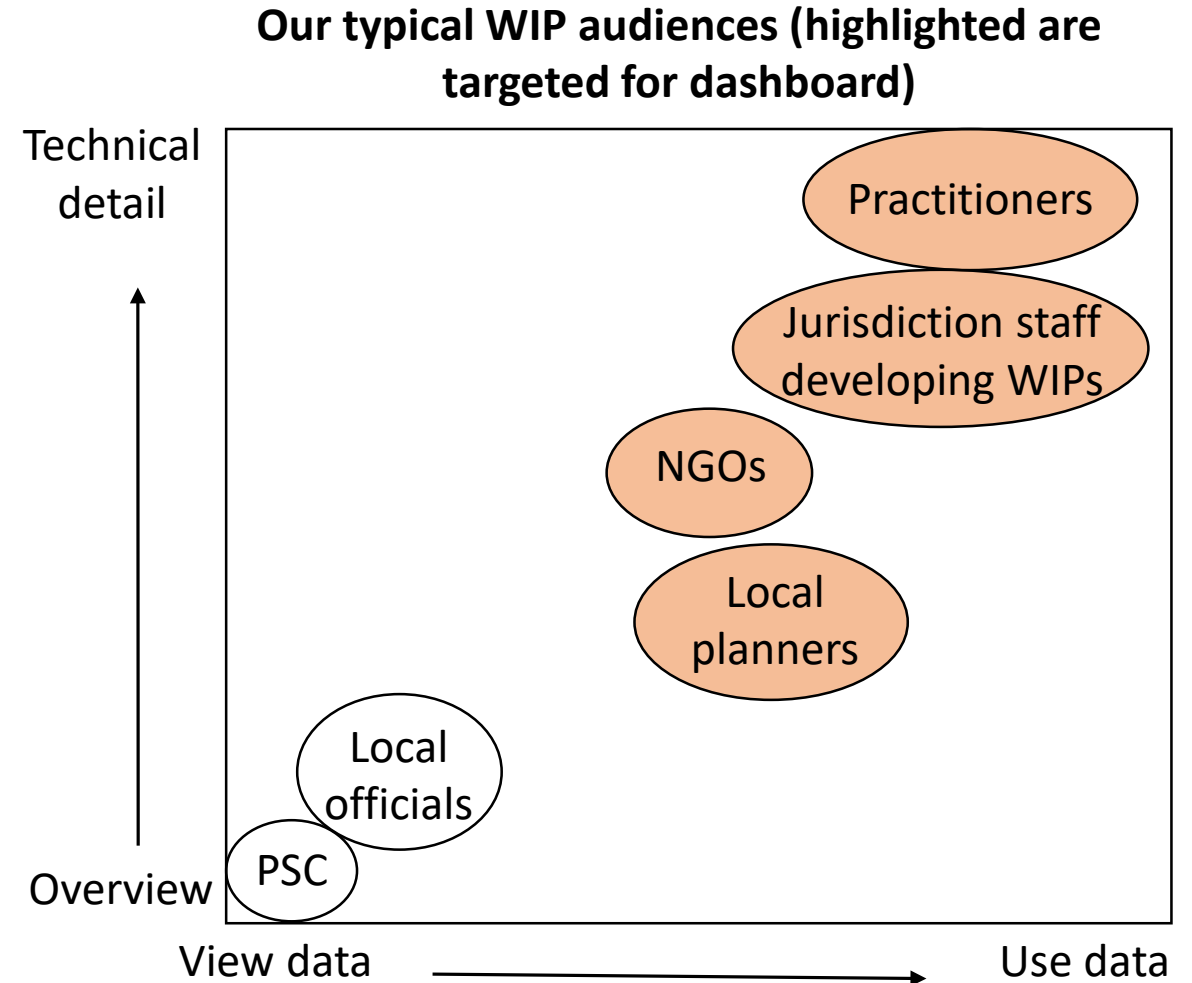 Our typical WIP audiences (highlighted are
targeted for dashboard)
Technical
detail
Practitioners
Jurisdiction staff
developing WIPs
NGOs
Local
planners
Local
officials
PSC
Overview
View data
Use data